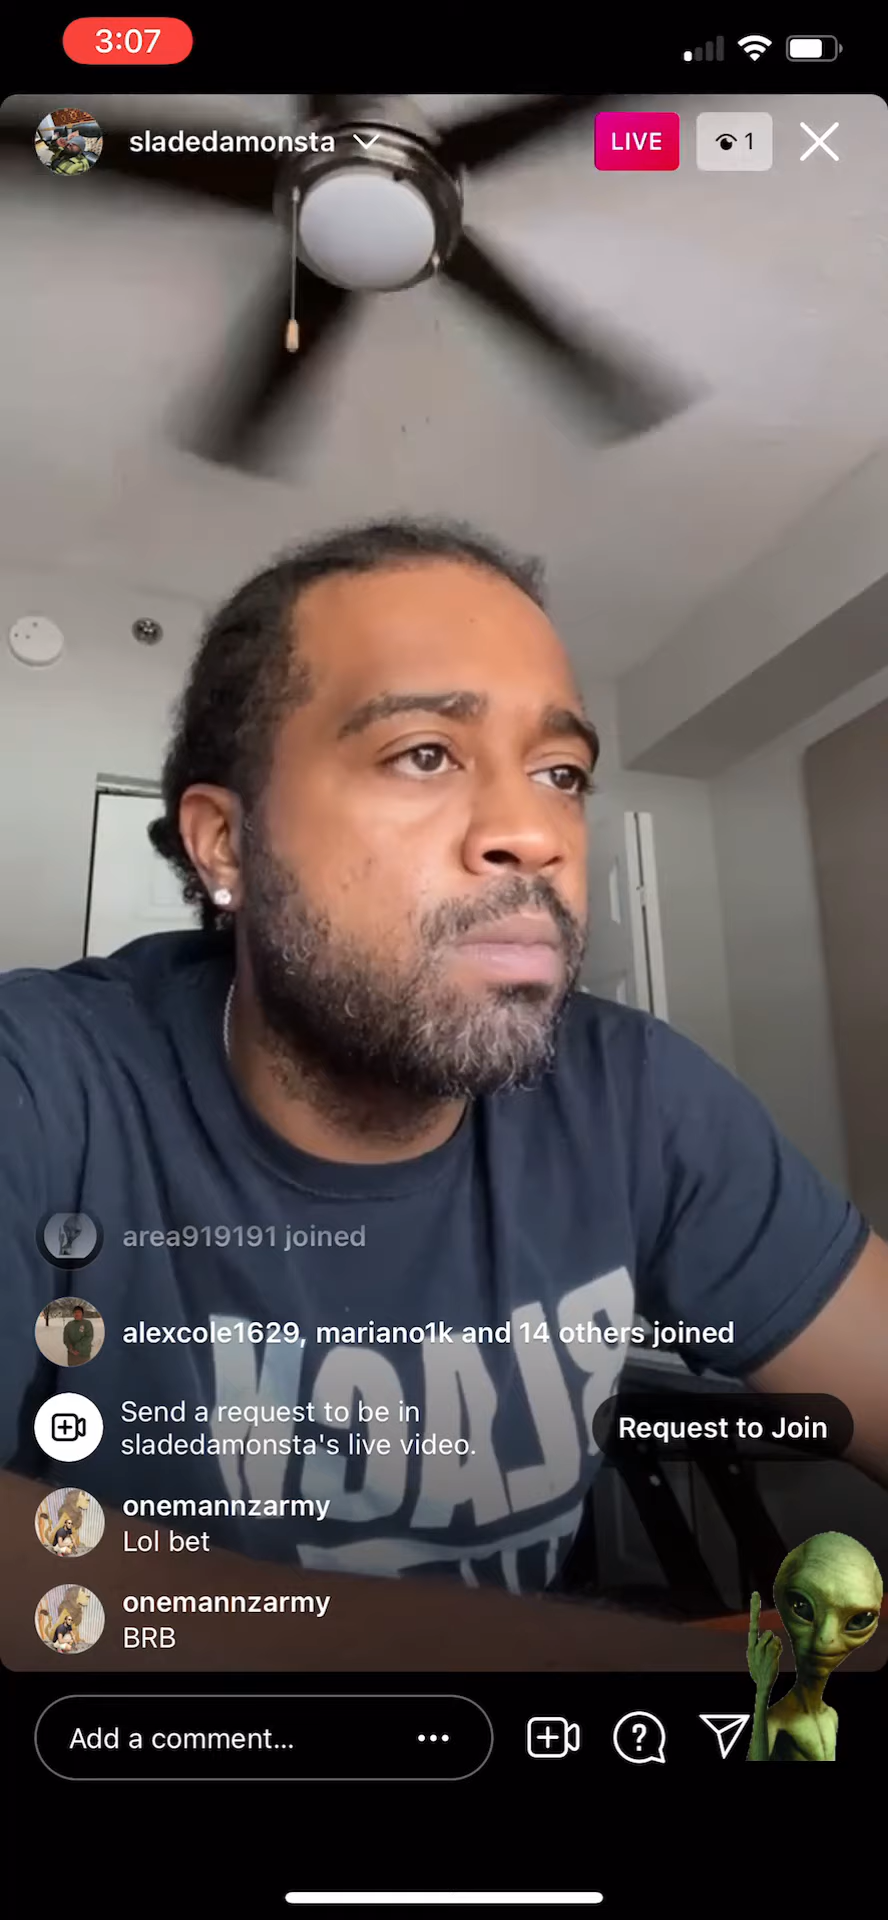 3:07
sladedamonsta
LIVE
1
area919191 joined
alexcole1629, mariano1k and 14 others joined
Send a request to be in
sladedamonsta's live video.
Request to Join
onemannzarmy
Lol bet
onemannzarmy
BRB
BLACK
Add a comment...